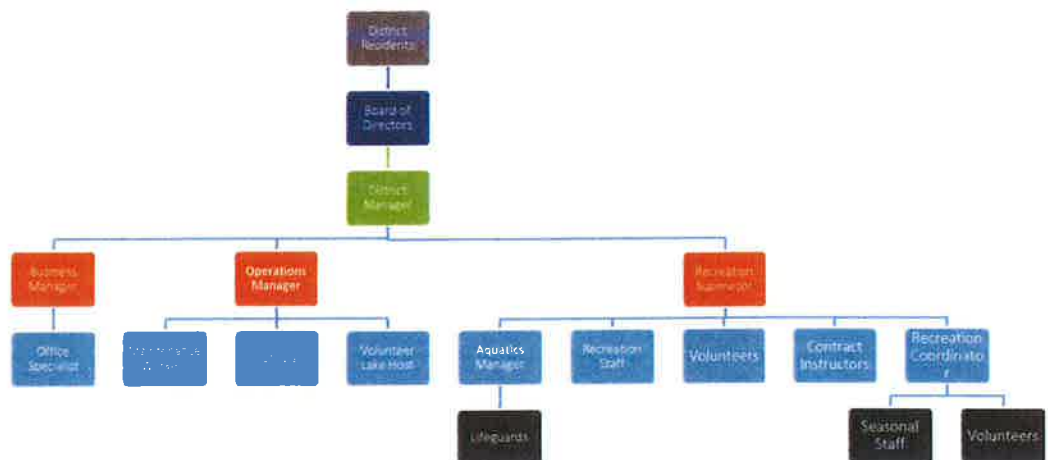 District
Residents
Board of
Directors
District
Manager
Business
Manager
Operations
Manager
Recreation
Supervisor
Office
Specialist
Volunteer
Lake Host
Aquatics
Manager
Recreation
Staff
Volunteers
Contract
Instructors
Recreation
Coordinato
r
Lifeguards
Seasonal
Staff
Volunteers